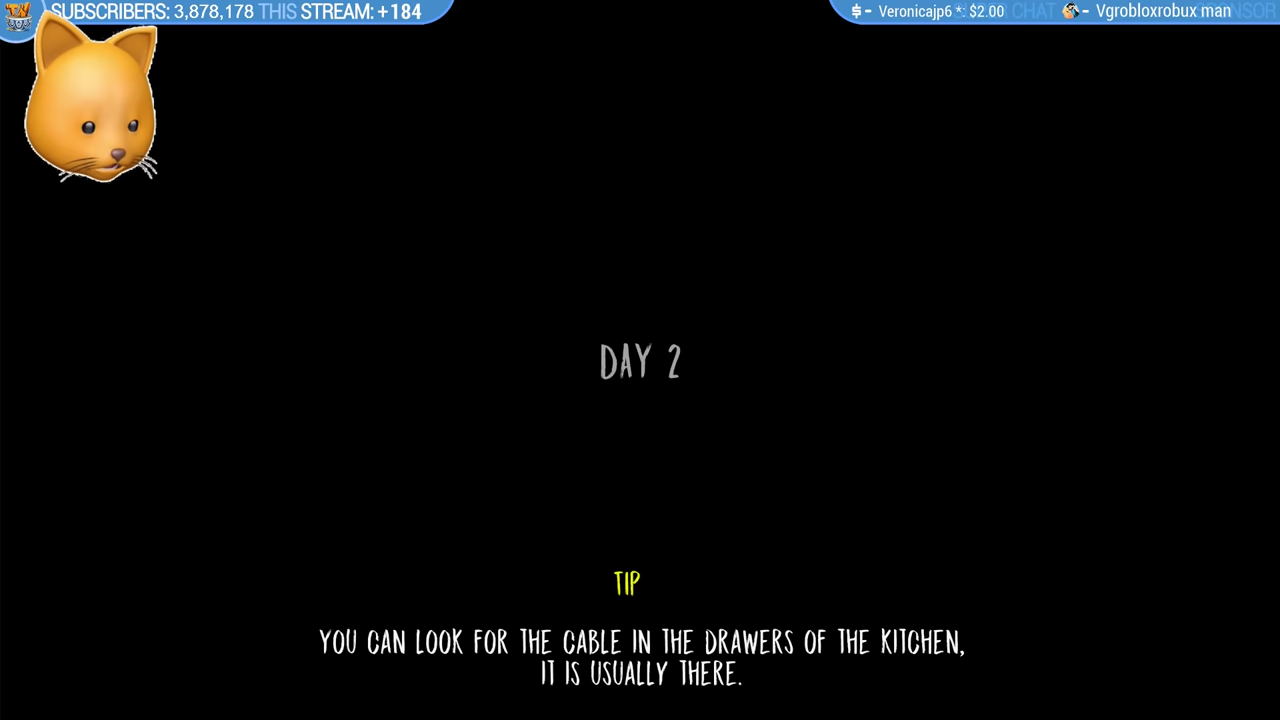 SUBSCRIBERS: 3,878,178 THIS STREAM: +184
Veronicajp6 $2.00 CHAT Vgrobloxrobux man
DAY 2
TIP
YOU CAN LOOK FOR THE CABLE IN THE DRAWERS OF THE KITCHEN,
IT IS USUALLY THERE.